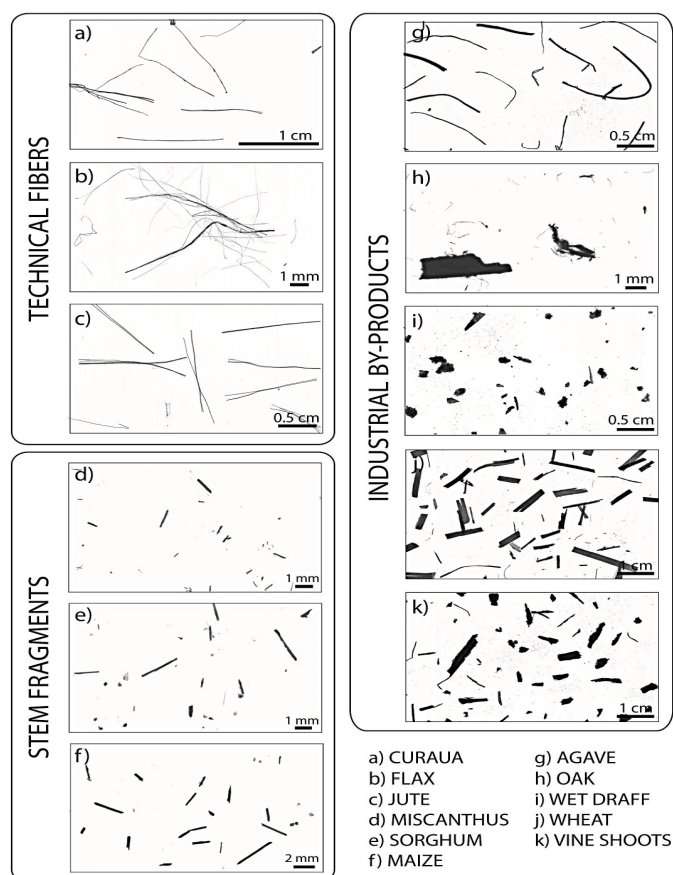 TECHNICAL FIBERS
a)
1 cm
b)
1 mm
c)
0.5 cm
STEM FRAGMENTS
d)
1 mm
e)
1 mm
f)
2 mm
INDUSTRIAL BY-PRODUCTS
g)
0.5 cm
h)
1 mm
i)
0.5 cm
j)
1 cm
k)
1 cm
a) CURAUA
b) FLAX
c) JUTE
d) MISCANTHUS
e) SORGHUM
f) MAIZE
g) AGAVE
h) OAK
i) WET DRAFF
j) WHEAT
k) VINE SHOOTS